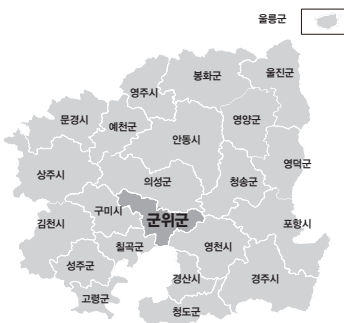 울릉군
봉화군
울진군
영주시
문경시
예천군
영양군
안동시
영덕군
상주시
의성군
청송군
구미시
군위군
김천시
포항시
칠곡군
영천시
성주군
경산시
경주시
고령군
청도군